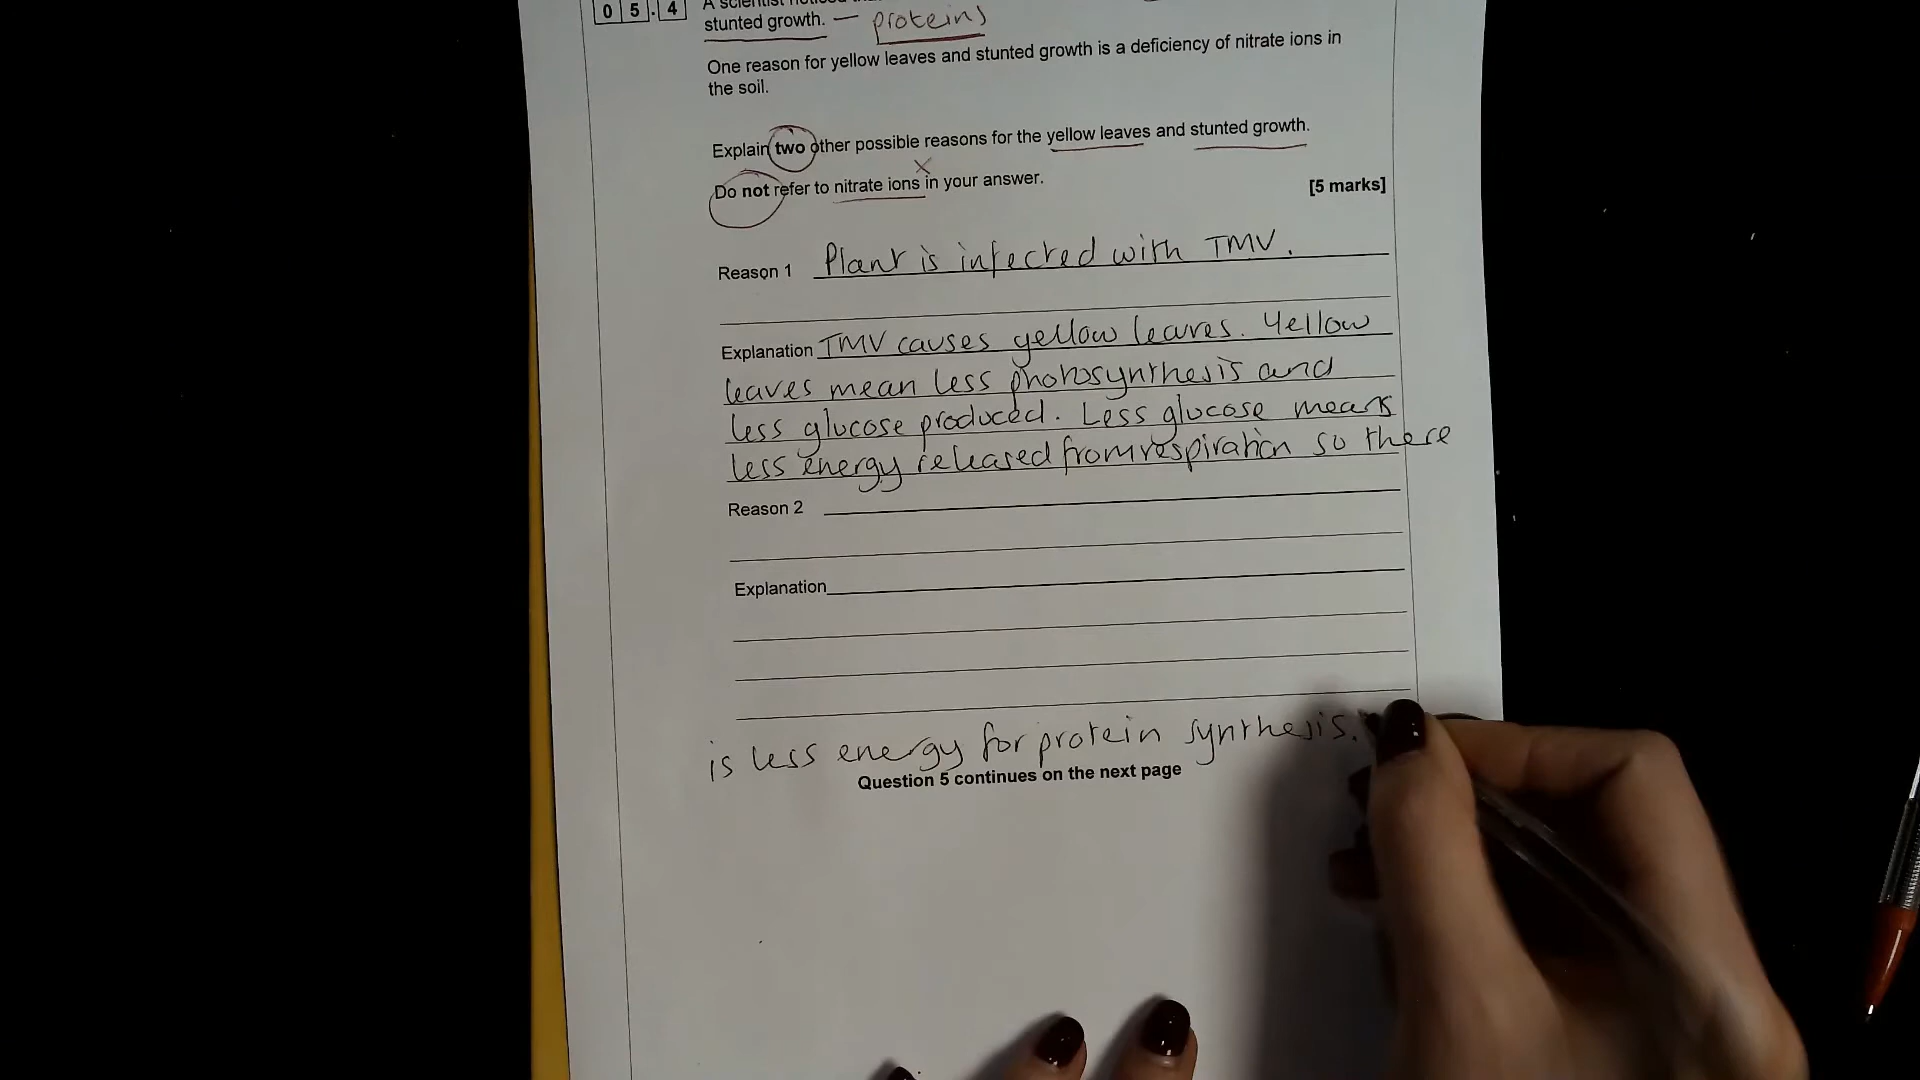 05.4 A scientist noticed
stunted growth. — proteins
One reason for yellow leaves and stunted growth is a deficiency of nitrate ions in
the soil.
Explain two other possible reasons for the yellow leaves and stunted growth.
Do not refer to nitrate ions in your answer.
[5 marks]
Reason 1 Plant is infected with TMV.
Explanation TMV causes yellow leaves. Yellow
leaves mean less photosynthesis and
less glucose produced. Less glucose means
less energy released from respiration so there
Reason 2
Explanation
is less energy for protein synthesis.
Question 5 continues on the next page